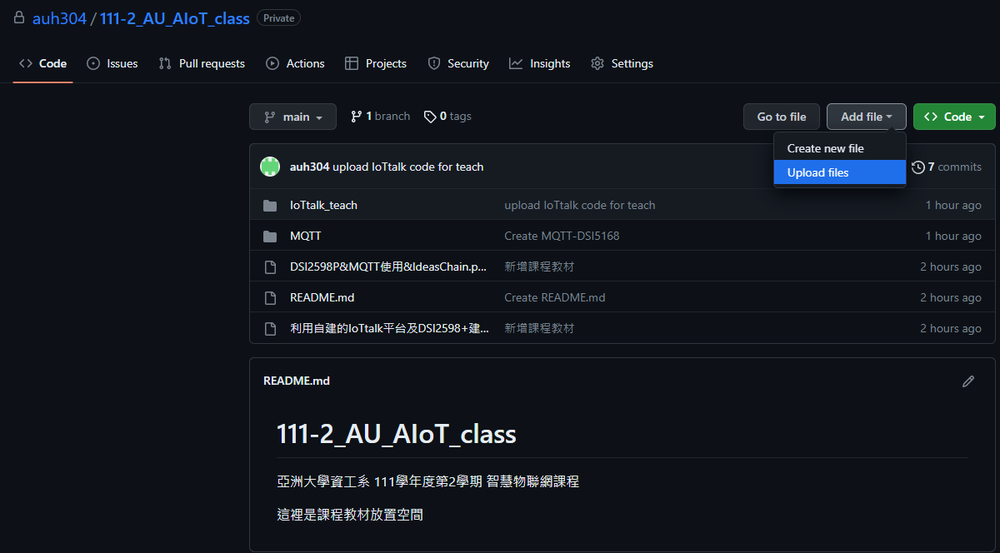 auh304 / 111-2_AU_AIoT_class Private
Code Issues Pull requests Actions Projects Security Insights Settings
main 1 branch 0 tags Go to file Add file Code
Create new file
Upload files
auh304 upload IoTtalk code for teach 7 commits
IoTtalk_teach upload IoTtalk code for teach 1 hour ago
MQTT Create MQTT-DSI5168 1 hour ago
DSI2598P&MQTT使用&IdeasChain.p... 新增課程教材 2 hours ago
README.md Create README.md 2 hours ago
利用自建的IoTtalk平台及DSI2598+建... 新增課程教材 2 hours ago
README.md
111-2_AU_AIoT_class
亞洲大學資工系 111學年度第2學期 智慧物聯網課程
這裡是課程教材放置空間